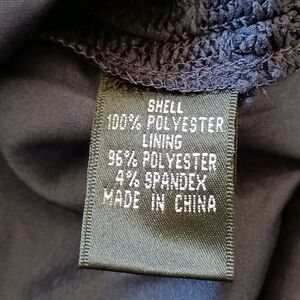 SHELL
100% POLYESTER
LINING
96% POLYESTER
4% SPANDEX
MADE IN CHINA